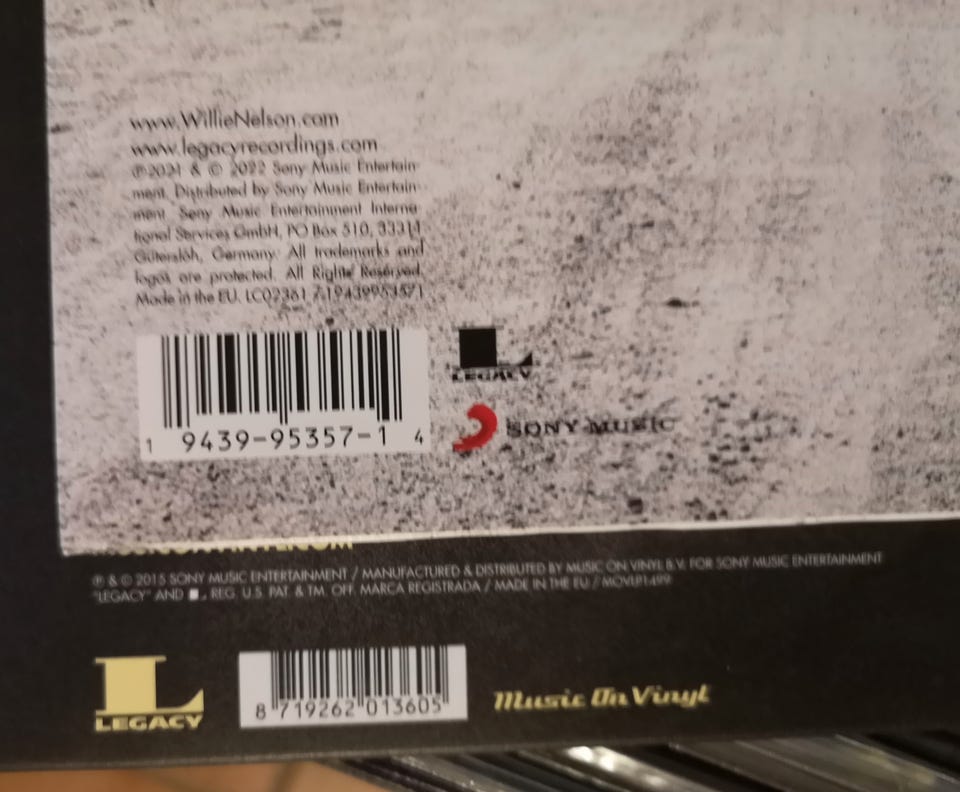 www.WillieNelson.com
www.legacyrecordings.com
℗2021 & © 2022 Sony Music Entertain-
ment. Distributed by Sony Music Entertain-
ment. Sony Music Entertainment Interna-
tional Services GmbH, PO Box 510, 33311
Gütersloh, Germany. All trademarks and
logos are protected. All Rights Reserved.
Made in the EU. LC02361 719439953571
1 9439-95357-1 4
LEGACY
SONY MUSIC
℗ & © 2015 SONY MUSIC ENTERTAINMENT / MANUFACTURED & DISTRIBUTED BY MUSIC ON VINYL B.V. FOR SONY MUSIC ENTERTAINMENT
"LEGACY" AND REG. U.S. PAT. & TM. OFF. MARCA REGISTRADA / MADE IN THE EU / MOVLP1499
L
LEGACY
8 719262 013605
Music On Vinyl